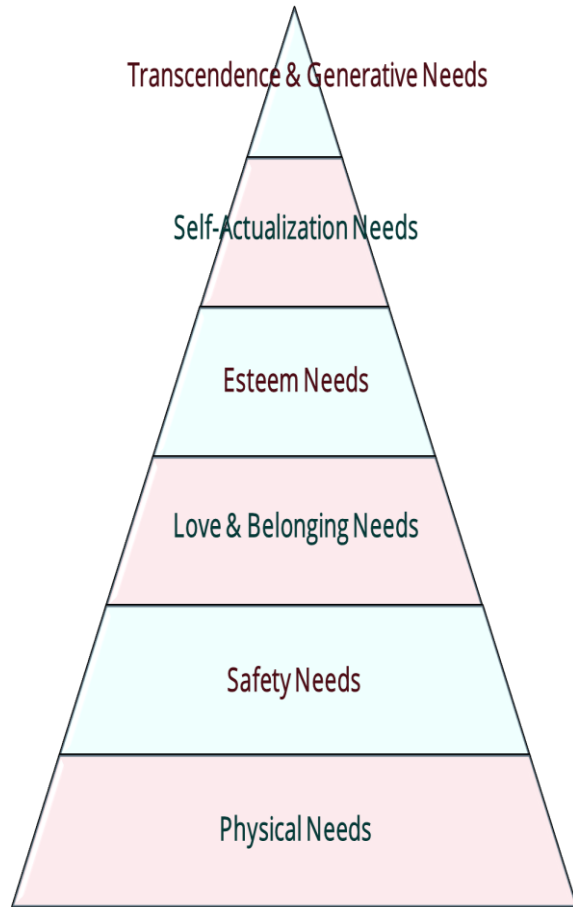 Transcendence & Generative Needs
Self-Actualization Needs
Esteem Needs
Love & Belonging Needs
Safety Needs
Physical Needs